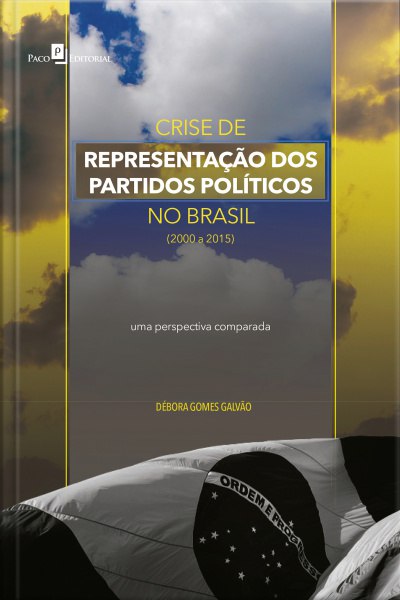 PACO EDITORIAL
CRISE DE
REPRESENTAÇÃO DOS
PARTIDOS POLÍTICOS
NO BRASIL
(2000 a 2015)
uma perspectiva comparada
DÉBORA GOMES GALVÃO
ORDEM E PROGRESSO